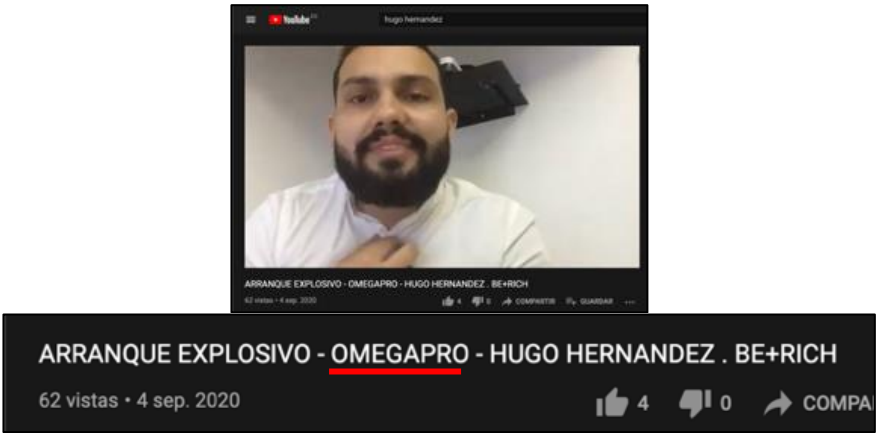 YouTube
hugo hernandez
ARRANQUE EXPLOSIVO - OMEGAPRO - HUGO HERNANDEZ . BE+RICH
62 vistas • 4 sep. 2020 4 0 COMPARTIR GUARDAR ...
ARRANQUE EXPLOSIVO - OMEGAPRO - HUGO HERNANDEZ . BE+RICH
62 vistas • 4 sep. 2020 4 0 COMPA